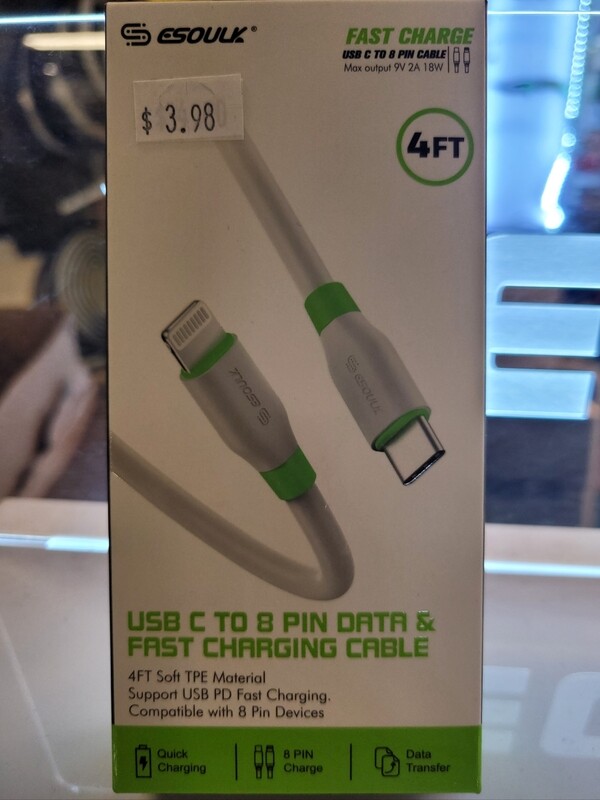 ESOULK®
FAST CHARGE
USB C TO 8 PIN CABLE
Max output 9V 2A 18W
$ 3.98
4FT
ESOULK
ESOULK
USB C TO 8 PIN DATA &
FAST CHARGING CABLE
4FT Soft TPE Material
Support USB PD Fast Charging.
Compatible with 8 Pin Devices
Quick
Charging
8 PIN
Charge
Data
Transfer